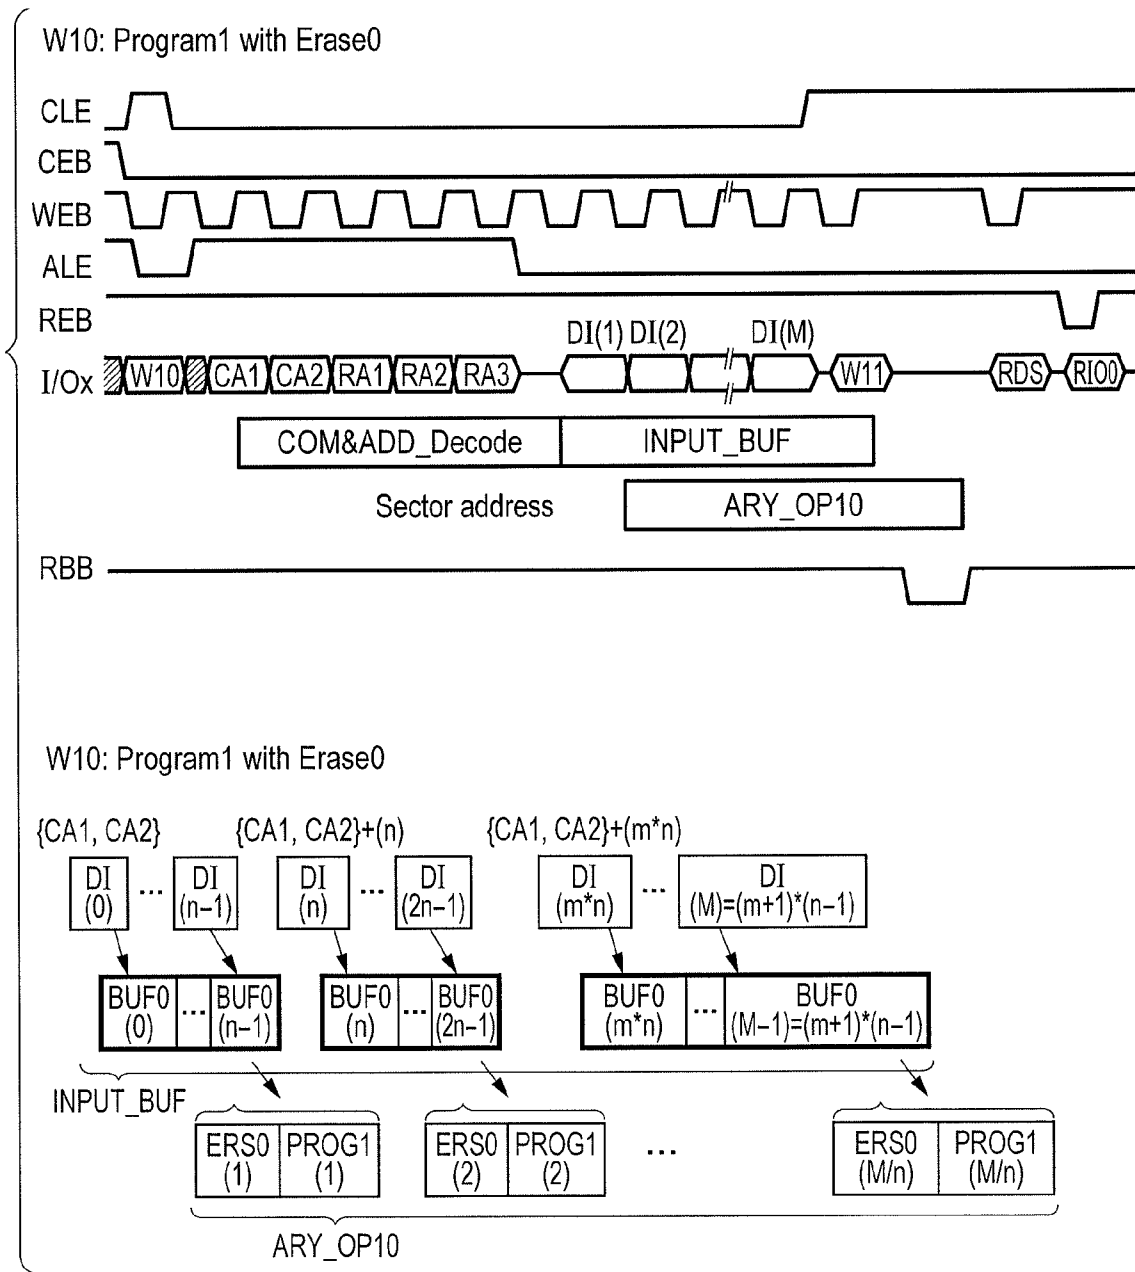 W10: Program1 with Erase0
CLE
CEB
WEB
ALE
REB
DI(1) DI(2) DI(M)
I/Ox W10 CA1 CA2 RA1 RA2 RA3 W11 RDS RIO0
COM&ADD_Decode INPUT_BUF
Sector address ARY_OP10
RBB
W10: Program1 with Erase0
{CA1, CA2} {CA1, CA2}+(n) {CA1, CA2}+(m*n)
DI ... DI DI ... DI DI ... DI
(0) (n−1) (n) (2n−1) (m*n) (M)=(m+1)*(n−1)
BUF0 ... BUF0 BUF0 ... BUF0 BUF0 ... BUF0
(0) (n−1) (n) (2n−1) (m*n) (M−1)=(m+1)*(n−1)
INPUT_BUF
ERS0 PROG1 ERS0 PROG1 ... ERS0 PROG1
(1) (1) (2) (2) (M/n) (M/n)
ARY_OP10